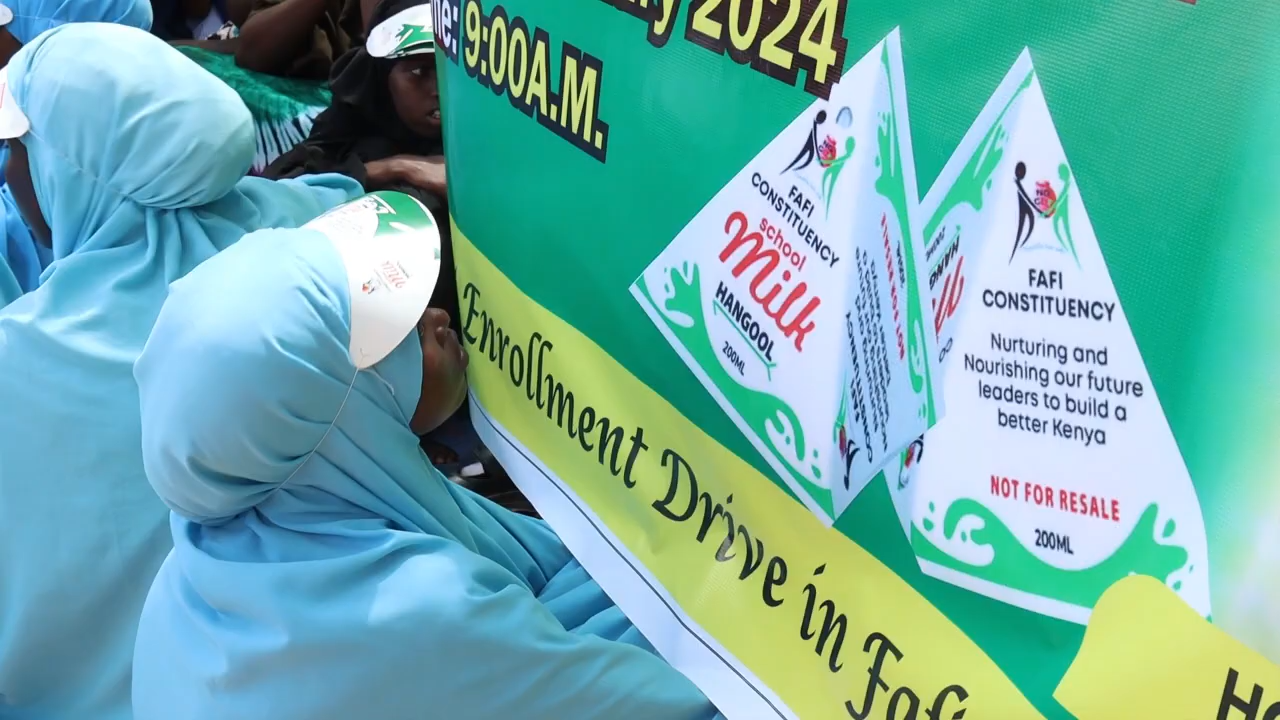 2024
9:00A.M.
FAFI
CONSTITUENCY
school
Milk
HANGOOL
200ML
FAFI
CONSTITUENCY
Nurturing and
Nourishing our future
leaders to build a
better Kenya
NOT FOR RESALE
200ML
Enrollment Drive in Fafi